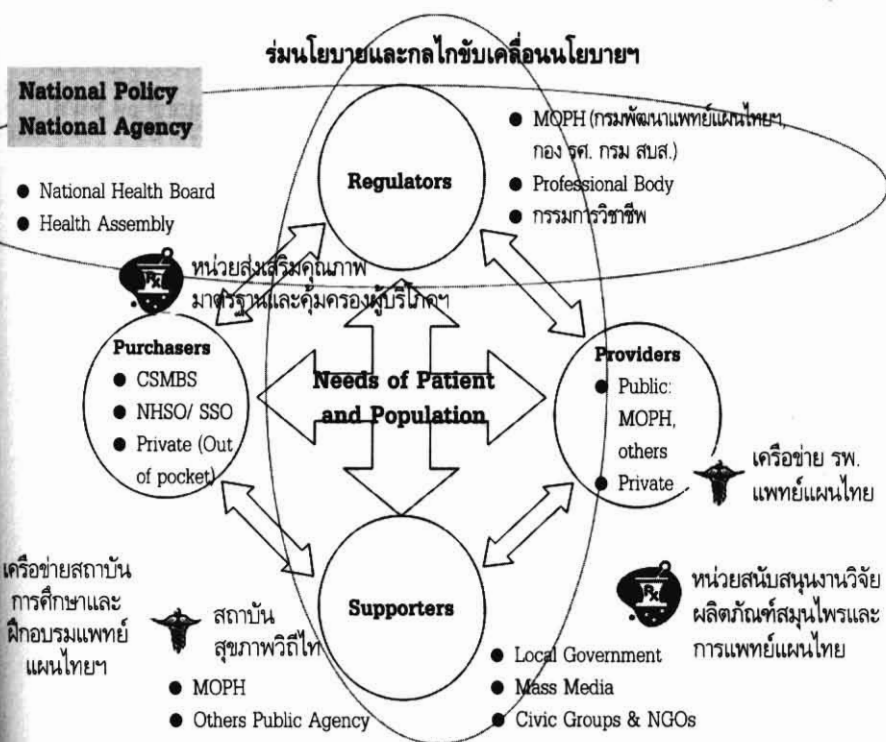 ร่มนโยบายและกลไกขับเคลื่อนนโยบายฯ
National Policy
National Agency
● National Health Board
● Health Assembly
Regulators
● MOPH (กรมพัฒนาแพทย์แผนไทยฯ,
กอง รศ. กรม สบส.)
● Professional Body
● กรรมการวิชาชีพ
หน่วยส่งเสริมคุณภาพ
มาตรฐานและคุ้มครองผู้บริโภคฯ
Purchasers
● CSMBS
● NHSO/ SSO
● Private (Out
of pocket)
Needs of Patient
and Population
Providers
● Public:
MOPH,
others
● Private
เครือข่าย รพ.
แพทย์แผนไทย
เครือข่ายสถาบัน
การศึกษาและ
ฝึกอบรมแพทย์
แผนไทยฯ
สถาบัน
สุขภาพวิถีไท
● MOPH
● Others Public Agency
Supporters
● Local Government
● Mass Media
● Civic Groups & NGOs
หน่วยสนับสนุนงานวิจัย
ผลิตภัณฑ์สมุนไพรและ
การแพทย์แผนไทย